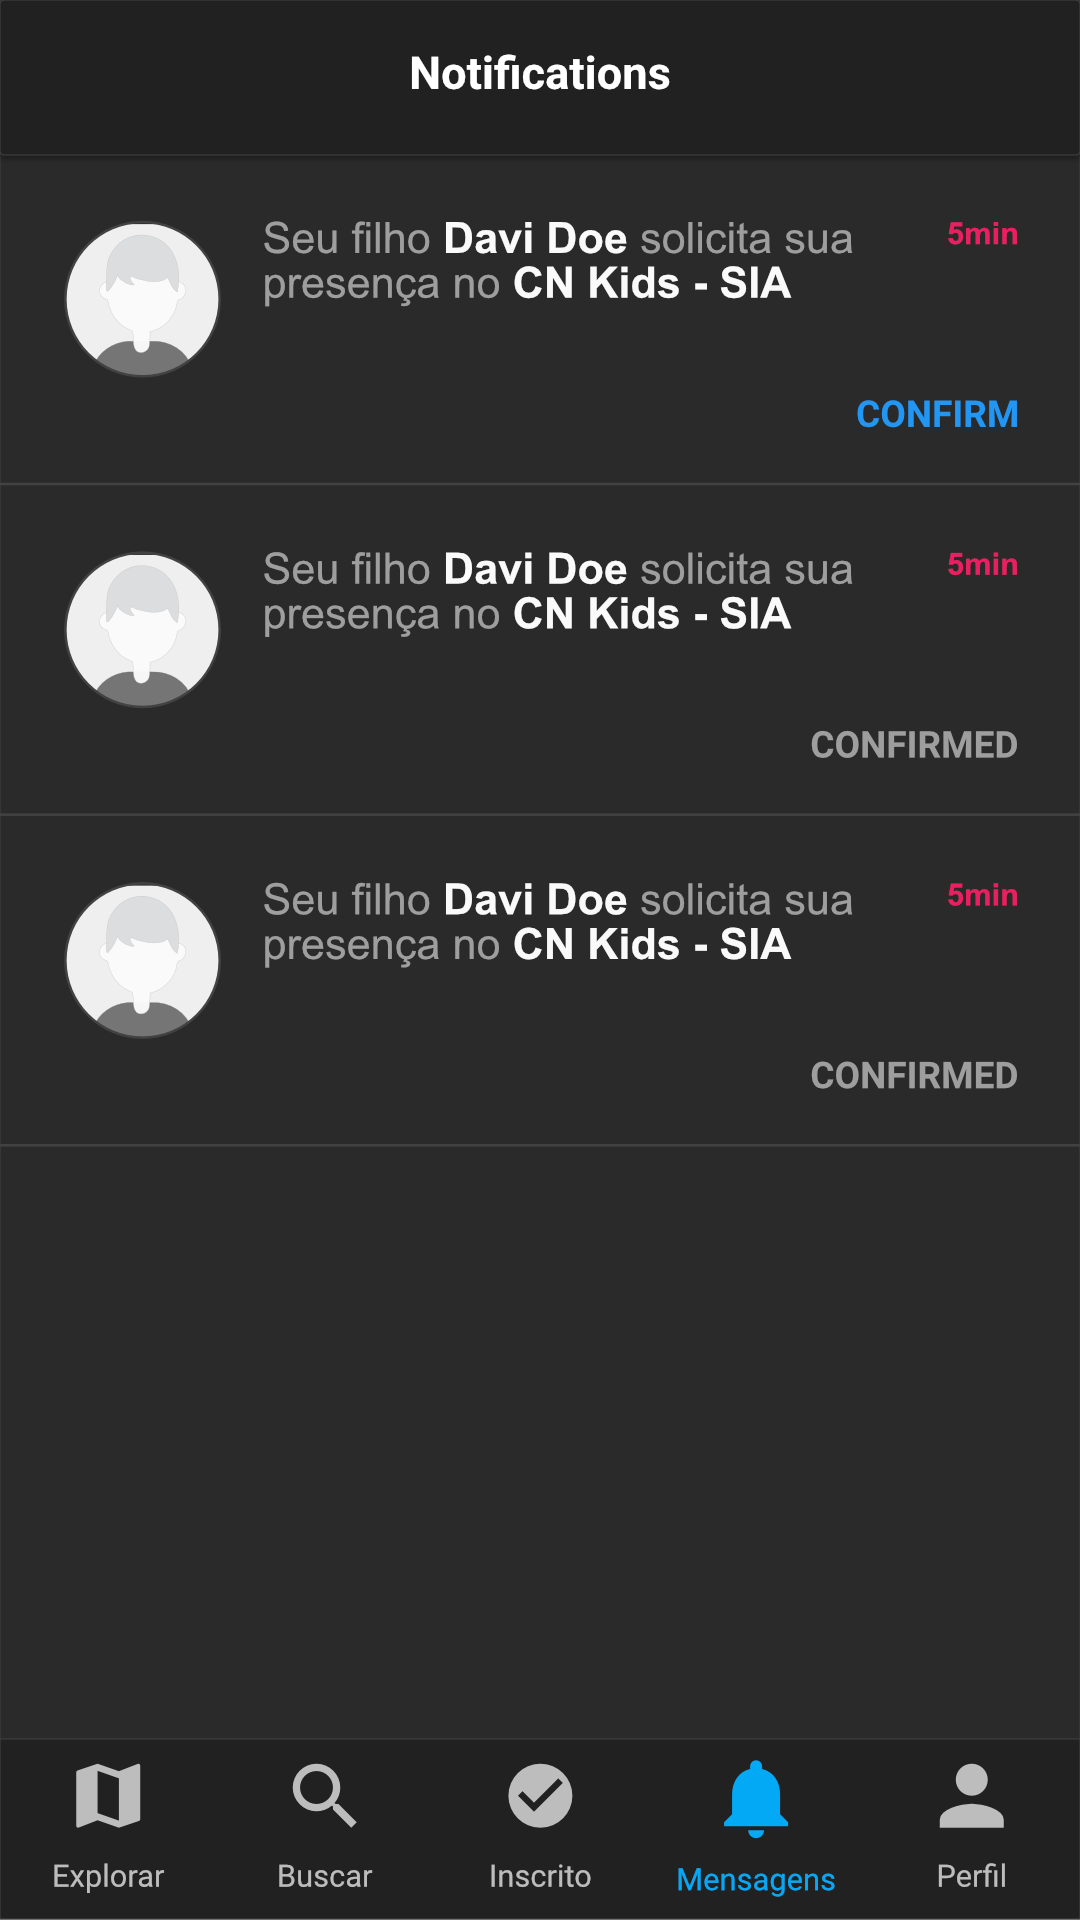 Notifications
Seu filho Davi Doe solicita sua
presença no CN Kids - SIA
5min
CONFIRM
Seu filho Davi Doe solicita sua
presença no CN Kids - SIA
5min
CONFIRMED
Seu filho Davi Doe solicita sua
presença no CN Kids - SIA
5min
CONFIRMED
Explorar
Buscar
Inscrito
Mensagens
Perfil